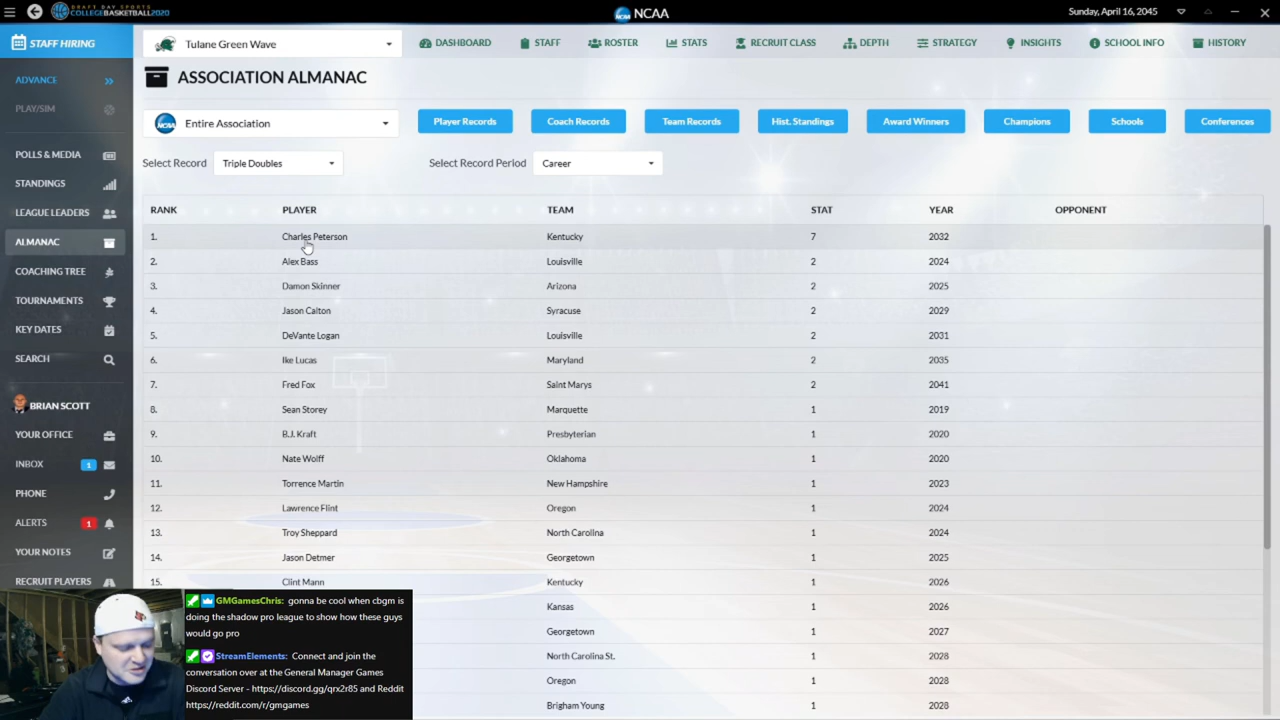 DRAFT DAY SPORTS
COLLEGE BASKETBALL 2020
NCAA
Sunday, April 16, 2045
STAFF HIRING
Tulane Green Wave
DASHBOARD
STAFF
ROSTER
STATS
RECRUIT CLASS
DEPTH
STRATEGY
INSIGHTS
SCHOOL INFO
HISTORY
ADVANCE
PLAY/SIM
POLLS & MEDIA
STANDINGS
LEAGUE LEADERS
ALMANAC
COACHING TREE
TOURNAMENTS
KEY DATES
SEARCH
BRIAN SCOTT
YOUR OFFICE
INBOX 1
PHONE
ALERTS 1
YOUR NOTES
RECRUIT PLAYERS
ASSOCIATION ALMANAC
NCAA Entire Association
Player Records
Coach Records
Team Records
Hist. Standings
Award Winners
Champions
Schools
Conferences
Select Record Triple Doubles
Select Record Period Career
RANK PLAYER TEAM STAT YEAR OPPONENT
1. Charles Peterson Kentucky 7 2032
2. Alex Bass Louisville 2 2024
3. Damon Skinner Arizona 2 2025
4. Jason Calton Syracuse 2 2029
5. DeVante Logan Louisville 2 2031
6. Ike Lucas Maryland 2 2035
7. Fred Fox Saint Marys 2 2041
8. Sean Storey Marquette 1 2019
9. B.J. Kraft Presbyterian 1 2020
10. Nate Wolff Oklahoma 1 2020
11. Torrence Martin New Hampshire 1 2023
12. Lawrence Flint Oregon 1 2024
13. Troy Sheppard North Carolina 1 2024
14. Jason Detmer Georgetown 1 2025
15. Clint Mann Kentucky 1 2026
Kansas 1 2026
Georgetown 1 2027
North Carolina St. 1 2028
Oregon 1 2028
Brigham Young 1 2028
GMGamesChris: gonna be cool when cbgm is
doing the shadow pro league to show how these guys
would go pro
StreamElements: Connect and join the
conversation over at the General Manager Games
Discord Server - https://discord.gg/qrx2r85 and Reddit
https://reddit.com/r/gmgames